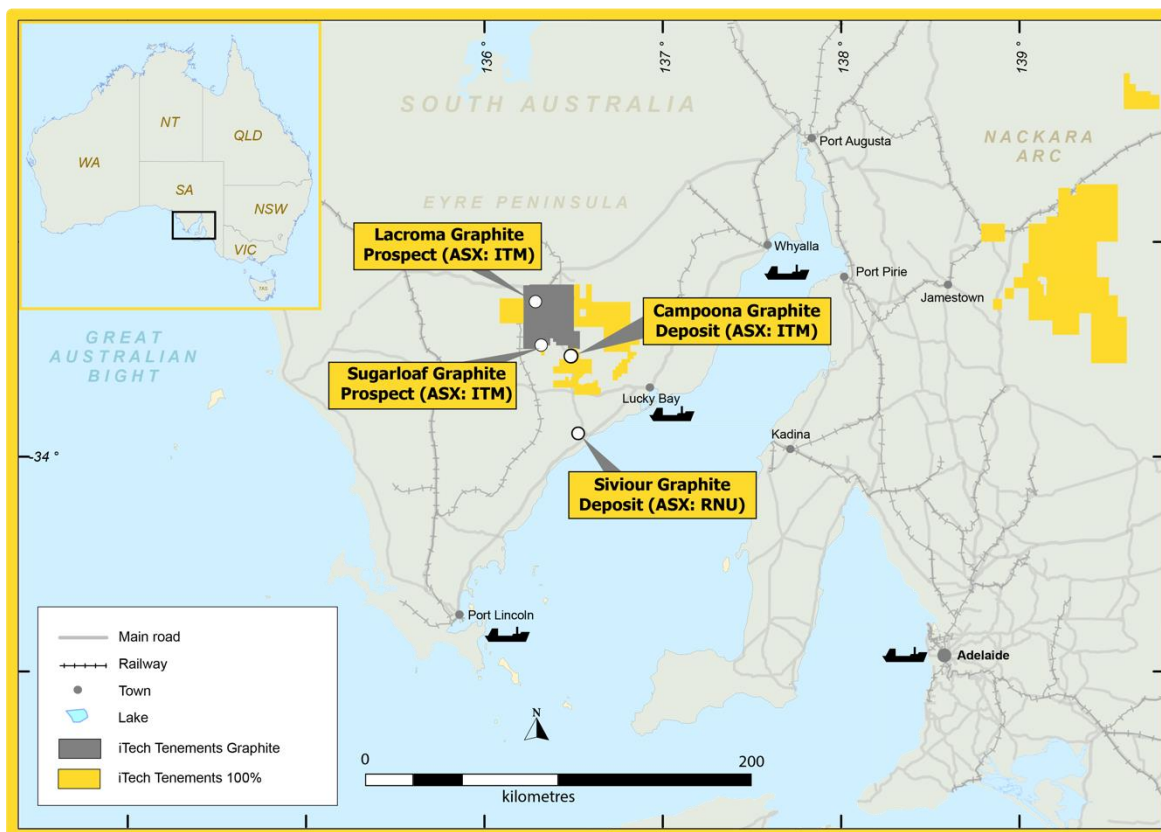 136 °
137 °
138 °
139 °
NT
QLD
WA
SA
NSW
VIC
TAS
SOUTH AUSTRALIA
Port Augusta
NACKARA
ARC
EYRE PENINSULA
Lacroma Graphite
Prospect (ASX: ITM)
Whyalla
Port Pirie
Jamestown
Campoona Graphite
Deposit (ASX: ITM)
GREAT
AUSTRALIAN
BIGHT
Sugarloaf Graphite
Prospect (ASX: ITM)
Lucky Bay
Kadina
-34 °
Siviour Graphite
Deposit (ASX: RNU)
Port Lincoln
Adelaide
Main road
Railway
Town
Lake
iTech Tenements Graphite
iTech Tenements 100%
N
0
200
kilometres